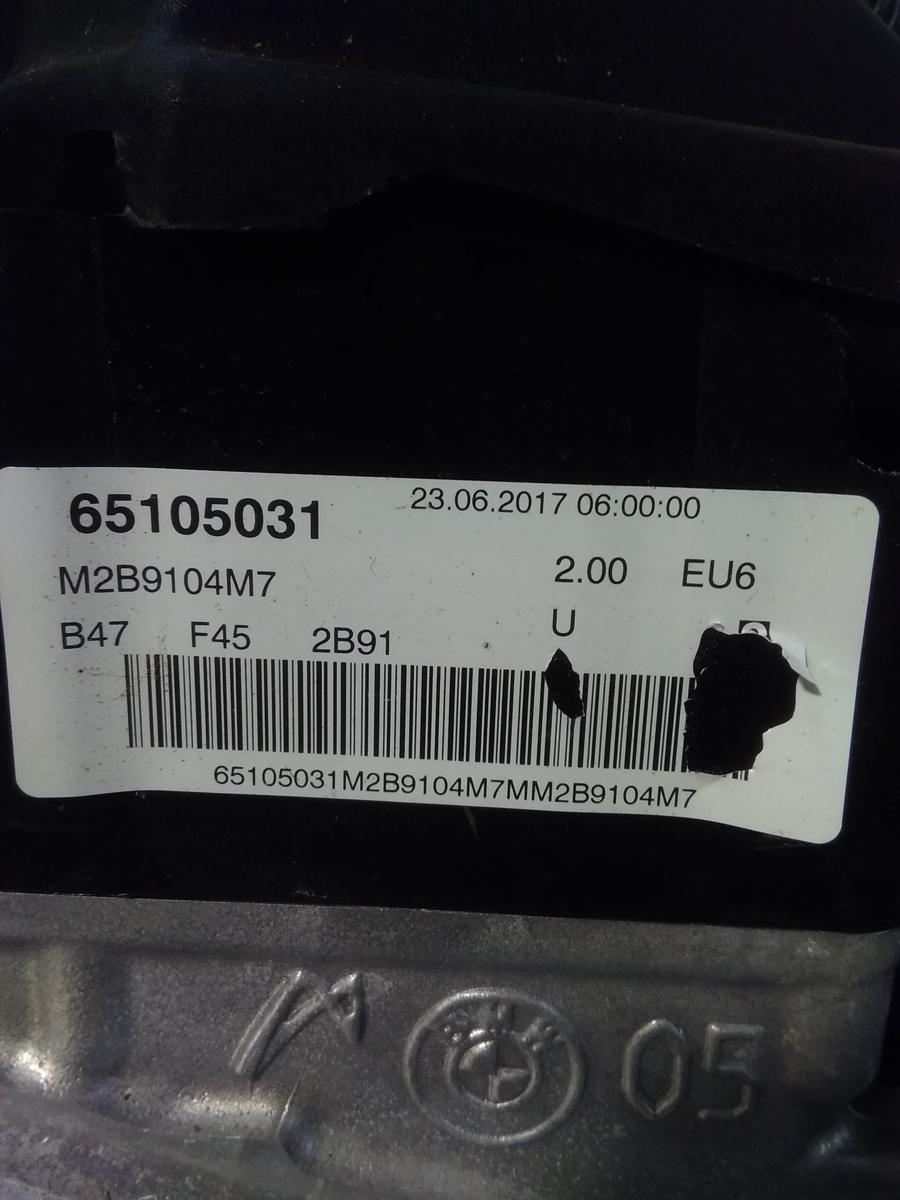 65105031 23.06.2017 06:00:00
M2B9104M7 2.00 EU6
B47 F45 2B91 U
65105031M2B9104M7MM2B9104M7
BMW 05